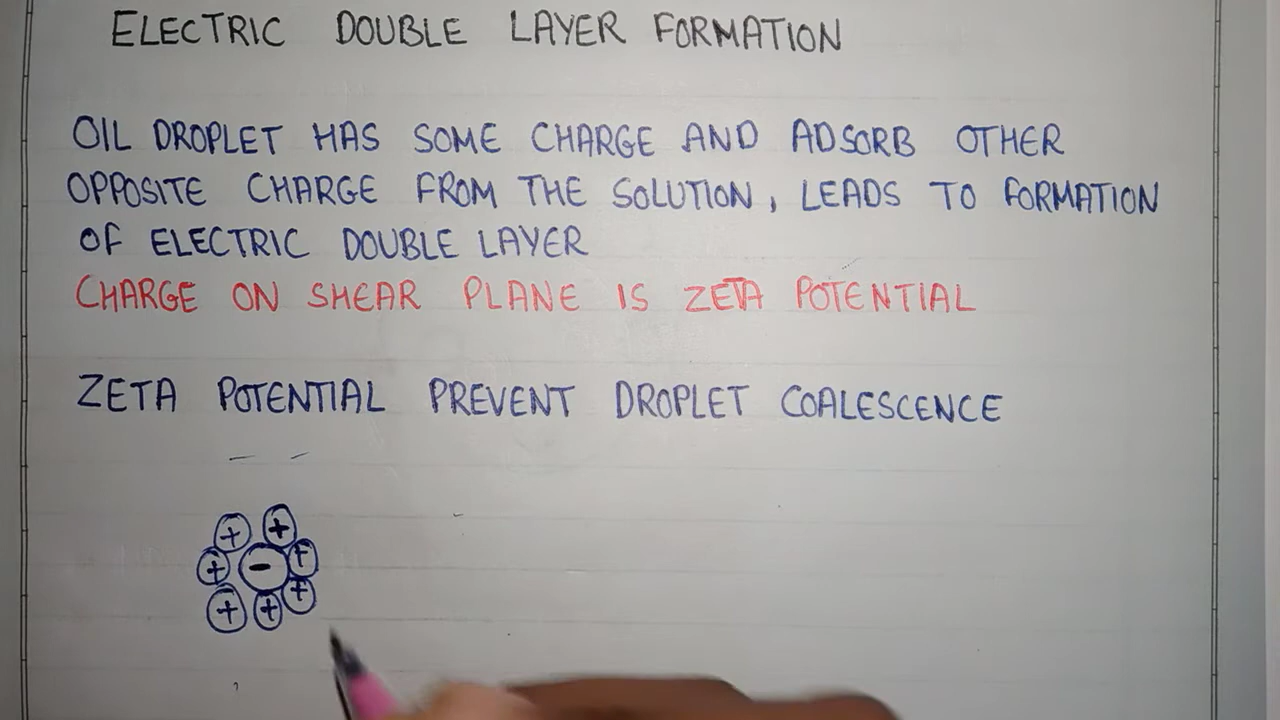 ELECTRIC DOUBLE LAYER FORMATION
OIL DROPLET HAS SOME CHARGE AND ADSORB OTHER
OPPOSITE CHARGE FROM THE SOLUTION, LEADS TO FORMATION
OF ELECTRIC DOUBLE LAYER
CHARGE ON SHEAR PLANE IS ZETA POTENTIAL
ZETA POTENTIAL PREVENT DROPLET COALESCENCE
+ +
+ - +
+ + +